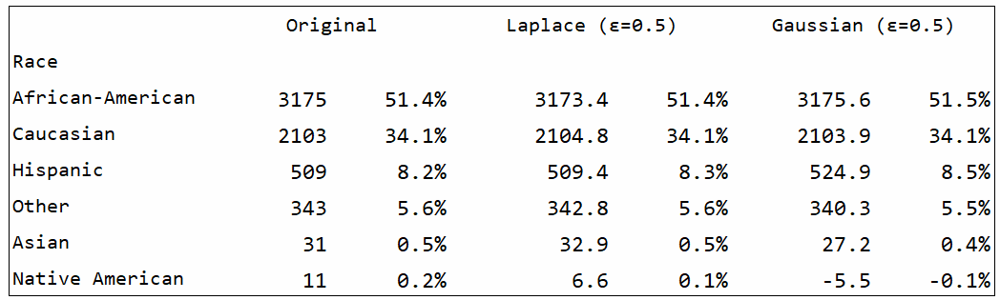 Original Laplace (ε=0.5) Gaussian (ε=0.5)
Race
African-American 3175 51.4% 3173.4 51.4% 3175.6 51.5%
Caucasian 2103 34.1% 2104.8 34.1% 2103.9 34.1%
Hispanic 509 8.2% 509.4 8.3% 524.9 8.5%
Other 343 5.6% 342.8 5.6% 340.3 5.5%
Asian 31 0.5% 32.9 0.5% 27.2 0.4%
Native American 11 0.2% 6.6 0.1% -5.5 -0.1%